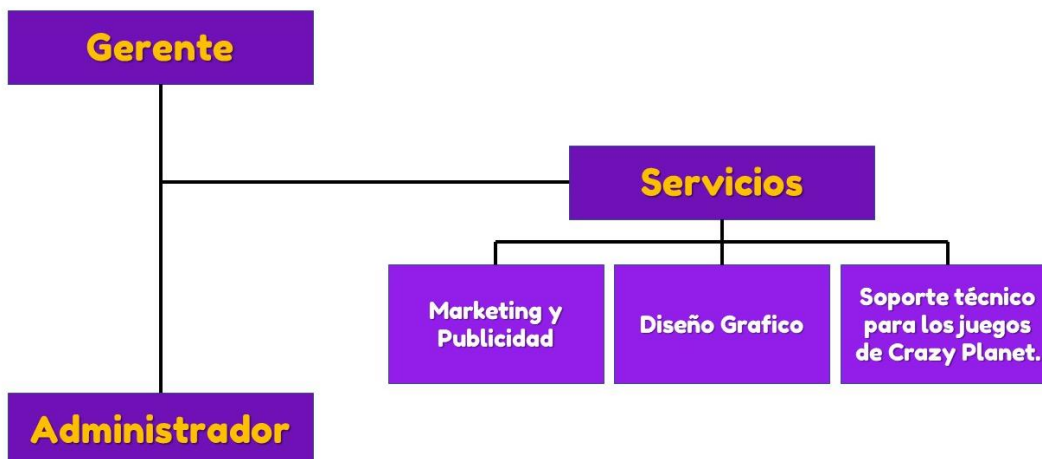 Gerente
Servicios
Marketing y
Publicidad
Diseño Grafico
Soporte técnico
para los juegos
de Crazy Planet.
Administrador